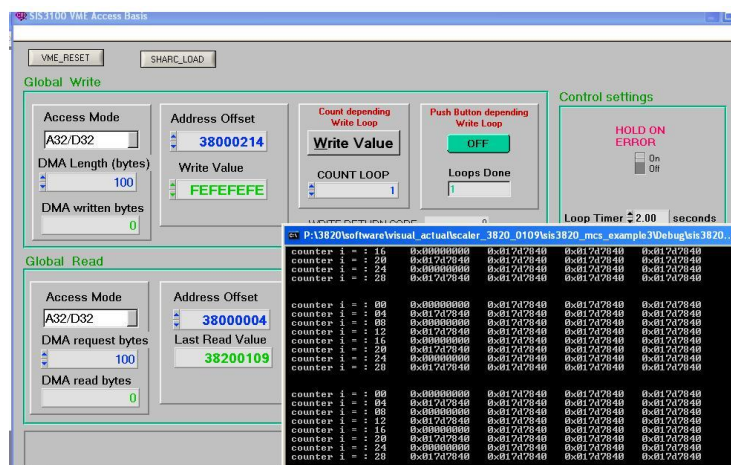 SIS3100 VME Access Basis
VME_RESET
SHARC_LOAD
Global Write
Access Mode
A32/D32
DMA Length (bytes)
100
DMA written bytes
0
Address Offset
38000214
Write Value
FEFEFEFE
Count depending
Write Loop
Write Value
COUNT LOOP
1
Push Button depending
Write Loop
OFF
Loops Done
1
WRITE RETURN CODE
Control settings
HOLD ON
ERROR
On
Off
Loop Timer 2.00 seconds
Global Read
Access Mode
A32/D32
DMA request bytes
100
DMA read bytes
0
Address Offset
38000004
Last Read Value
38200109
P:\3820\software\visual_actual\scaler_3820_0109\sis3820_mcs_example3\Debug\sis3820...
counter i = : 16 0x00000000 0x017d7840 0x017d7840 0x017d7840
counter i = : 20 0x017d7840 0x017d7840 0x017d7840 0x017d7840
counter i = : 24 0x00000000 0x017d7840 0x017d7840 0x017d7840
counter i = : 28 0x017d7840 0x017d7840 0x017d7840 0x017d7840
counter i = : 00 0x00000000 0x017d7840 0x017d7840 0x017d7840
counter i = : 04 0x017d7840 0x017d7840 0x017d7840 0x017d7840
counter i = : 08 0x00000000 0x017d7840 0x017d7840 0x017d7840
counter i = : 12 0x017d7840 0x017d7840 0x017d7840 0x017d7840
counter i = : 16 0x00000000 0x017d7840 0x017d7840 0x017d7840
counter i = : 20 0x017d7840 0x017d7840 0x017d7840 0x017d7840
counter i = : 24 0x00000000 0x017d7840 0x017d7840 0x017d7840
counter i = : 28 0x017d7840 0x017d7840 0x017d7840 0x017d7840
counter i = : 00 0x00000000 0x017d7840 0x017d7840 0x017d7840
counter i = : 04 0x017d7840 0x017d7840 0x017d7840 0x017d7840
counter i = : 08 0x00000000 0x017d7840 0x017d7840 0x017d7840
counter i = : 12 0x017d7840 0x017d7840 0x017d7840 0x017d7840
counter i = : 16 0x00000000 0x017d7840 0x017d7840 0x017d7840
counter i = : 20 0x017d7840 0x017d7840 0x017d7840 0x017d7840
counter i = : 24 0x00000000 0x017d7840 0x017d7840 0x017d7840
counter i = : 28 0x017d7840 0x017d7840 0x017d7840 0x017d7840